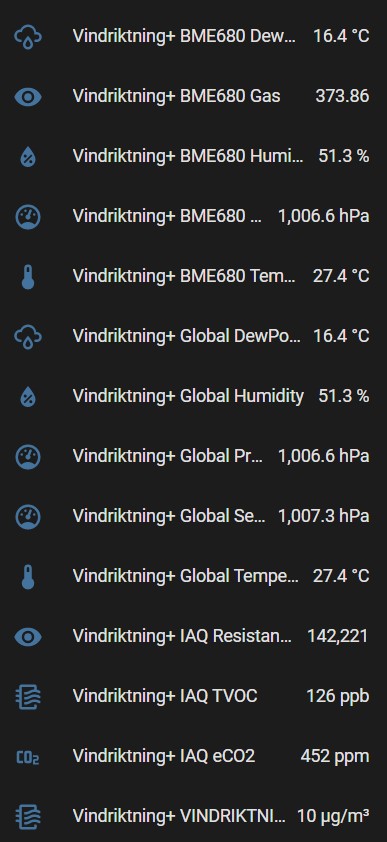 Vindriktning+ BME680 Dew... 16.4 °C
Vindriktning+ BME680 Gas 373.86
Vindriktning+ BME680 Humi... 51.3 %
Vindriktning+ BME680 ... 1,006.6 hPa
Vindriktning+ BME680 Tem... 27.4 °C
Vindriktning+ Global DewPo... 16.4 °C
Vindriktning+ Global Humidity 51.3 %
Vindriktning+ Global Pr... 1,006.6 hPa
Vindriktning+ Global Se... 1,007.3 hPa
Vindriktning+ Global Tempe... 27.4 °C
Vindriktning+ IAQ Resistan... 142,221
Vindriktning+ IAQ TVOC 126 ppb
CO₂ Vindriktning+ IAQ eCO2 452 ppm
Vindriktning+ VINDRIKTNI... 10 µg/m³